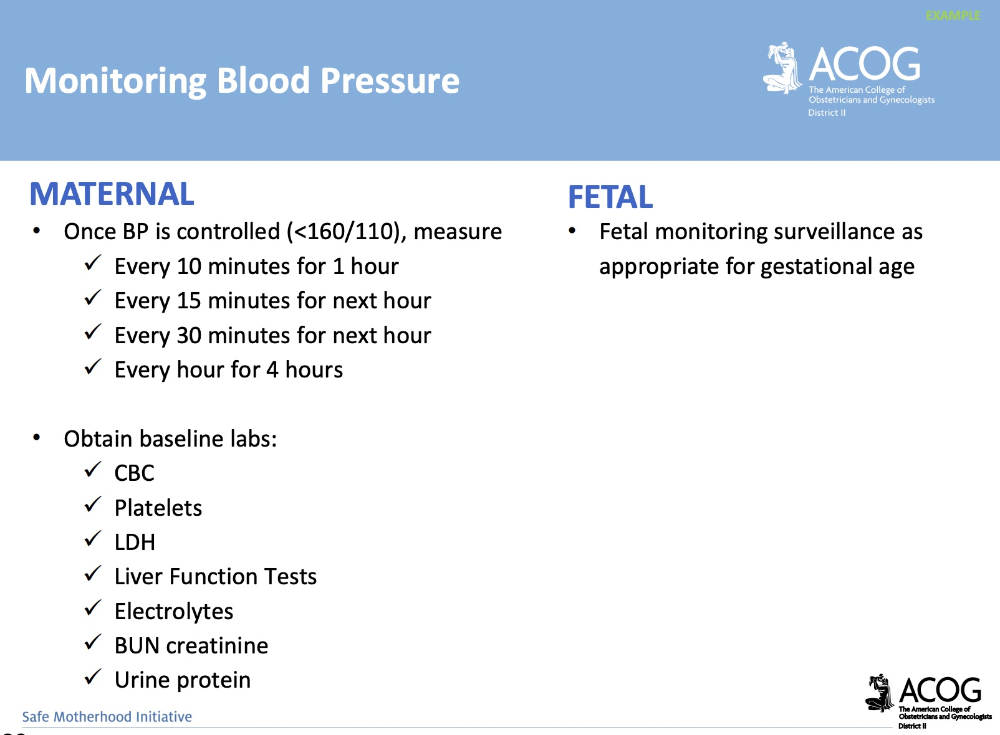 EXAMPLE
Monitoring Blood Pressure
ACOG
The American College of
Obstetricians and Gynecologists
District II
MATERNAL
• Once BP is controlled (<160/110), measure
✓ Every 10 minutes for 1 hour
✓ Every 15 minutes for next hour
✓ Every 30 minutes for next hour
✓ Every hour for 4 hours
• Obtain baseline labs:
✓ CBC
✓ Platelets
✓ LDH
✓ Liver Function Tests
✓ Electrolytes
✓ BUN creatinine
✓ Urine protein
FETAL
• Fetal monitoring surveillance as
appropriate for gestational age
Safe Motherhood Initiative
ACOG
The American College of
Obstetricians and Gynecologists
District II